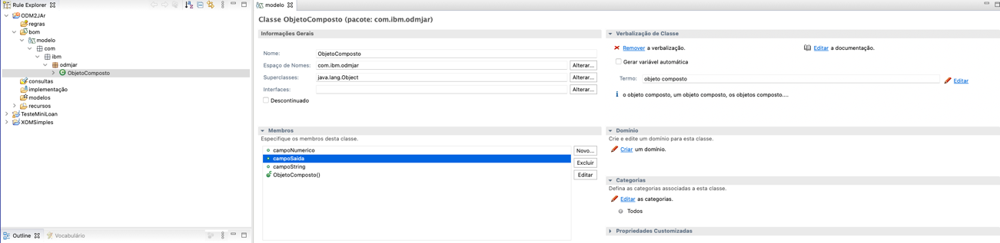 Rule Explorer
ODM2JAr
regras
bom
modelo
com
ibm
odmjar
ObjetoComposto
consultas
implementação
modelos
recursos
TesteMiniLoan
XOMSimples
Outline Vocabulário
modelo
Classe ObjetoComposto (pacote: com.ibm.odmjar)
Informações Gerais
Nome: ObjetoComposto
Espaço de Nomes: com.ibm.odmjar Alterar...
Superclasses: java.lang.Object Alterar...
Interfaces: Alterar...
Descontinuado
Membros
Especifique os membros desta classe.
campoNumerico
campoSaida
campoString
ObjetoComposto()
Novo...
Excluir
Editar
Verbalização de Classe
Remover a verbalização. Editar a documentação.
Gerar variável automática
Termo: objeto composto Editar
o objeto composto, um objeto composto, os objetos composto....
Domínio
Crie e edite um domínio para esta classe.
Criar um domínio.
Categorias
Defina as categorias associadas a esta classe.
Editar as categorias.
Todos
Propriedades Customizadas